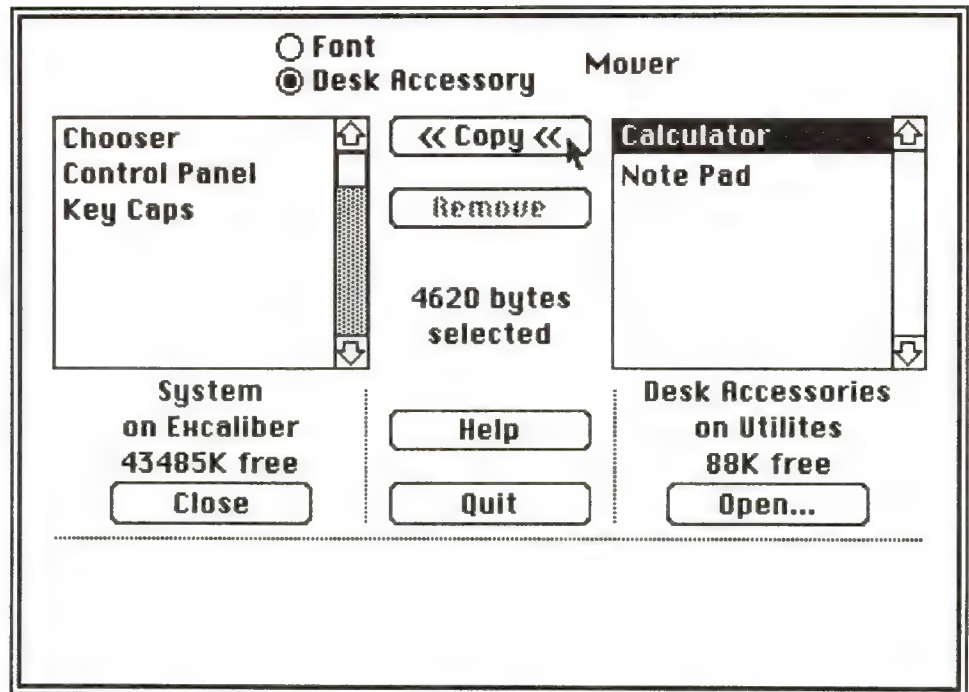 Font
Desk Accessory
Mover
Chooser
Control Panel
Key Caps
« Copy «
Remove
4620 bytes
selected
Calculator
Note Pad
System
on Excaliber
43485K free
Close
Help
Quit
Desk Accessories
on Utilites
88K free
Open...